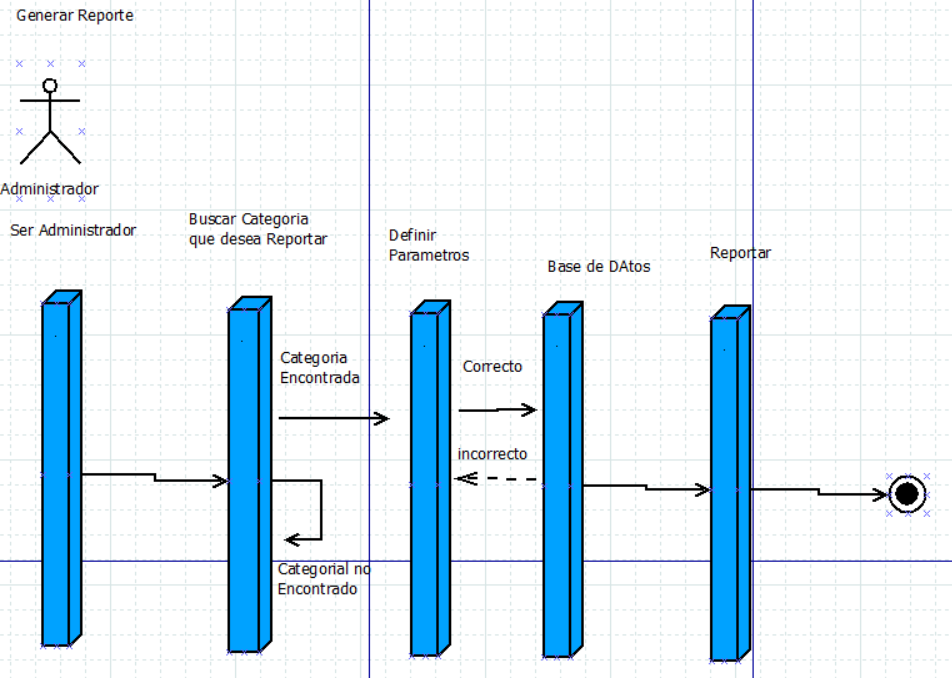 Generar Reporte
Administrador
Ser Administrador
Buscar Categoria
que desea Reportar
Definir
Parametros
Base de DAtos
Reportar
Categoria
Encontrada
Correcto
incorrecto
Categorial no
Encontrado